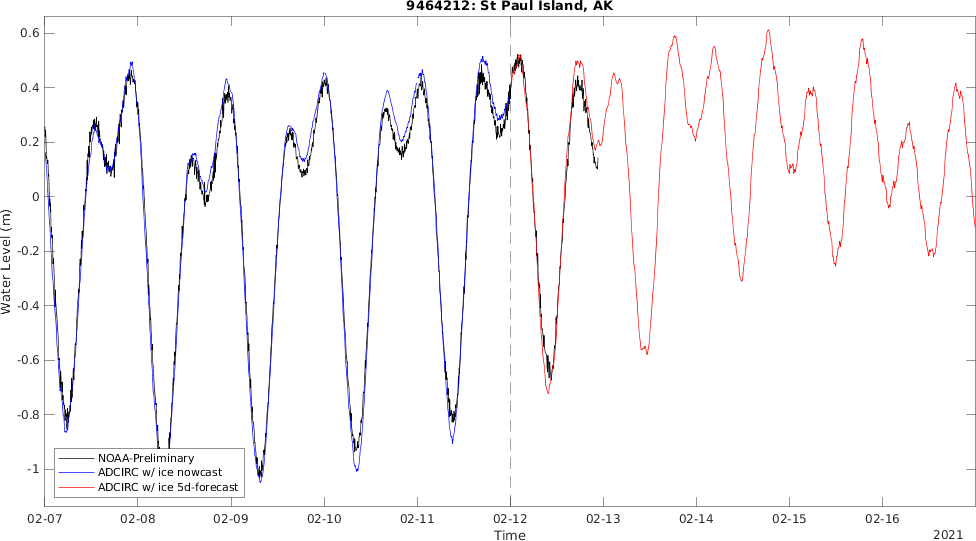 9464212: St Paul Island, AK
0.6
0.4
0.2
0
-0.2
-0.4
-0.6
-0.8
-1
Water Level (m)
NOAA-Preliminary
ADCIRC w/ ice nowcast
ADCIRC w/ ice 5d-forecast
02-07 02-08 02-09 02-10 02-11 02-12 02-13 02-14 02-15 02-16
Time
2021